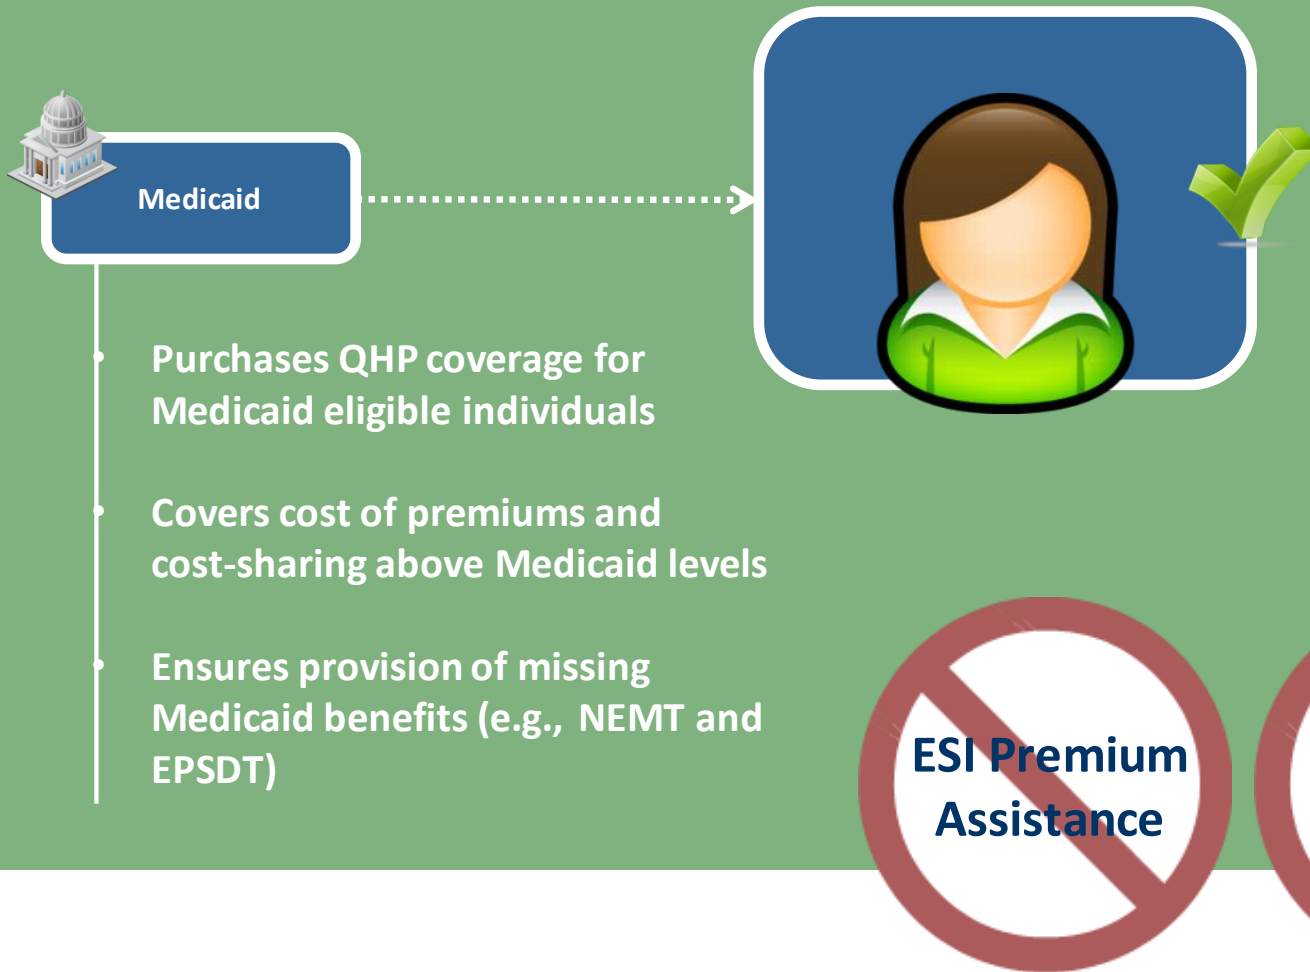 Medicaid
• Purchases QHP coverage for
Medicaid eligible individuals
• Covers cost of premiums and
cost-sharing above Medicaid levels
• Ensures provision of missing
Medicaid benefits (e.g., NEMT and
EPSDT)
ESI Premium
Assistance